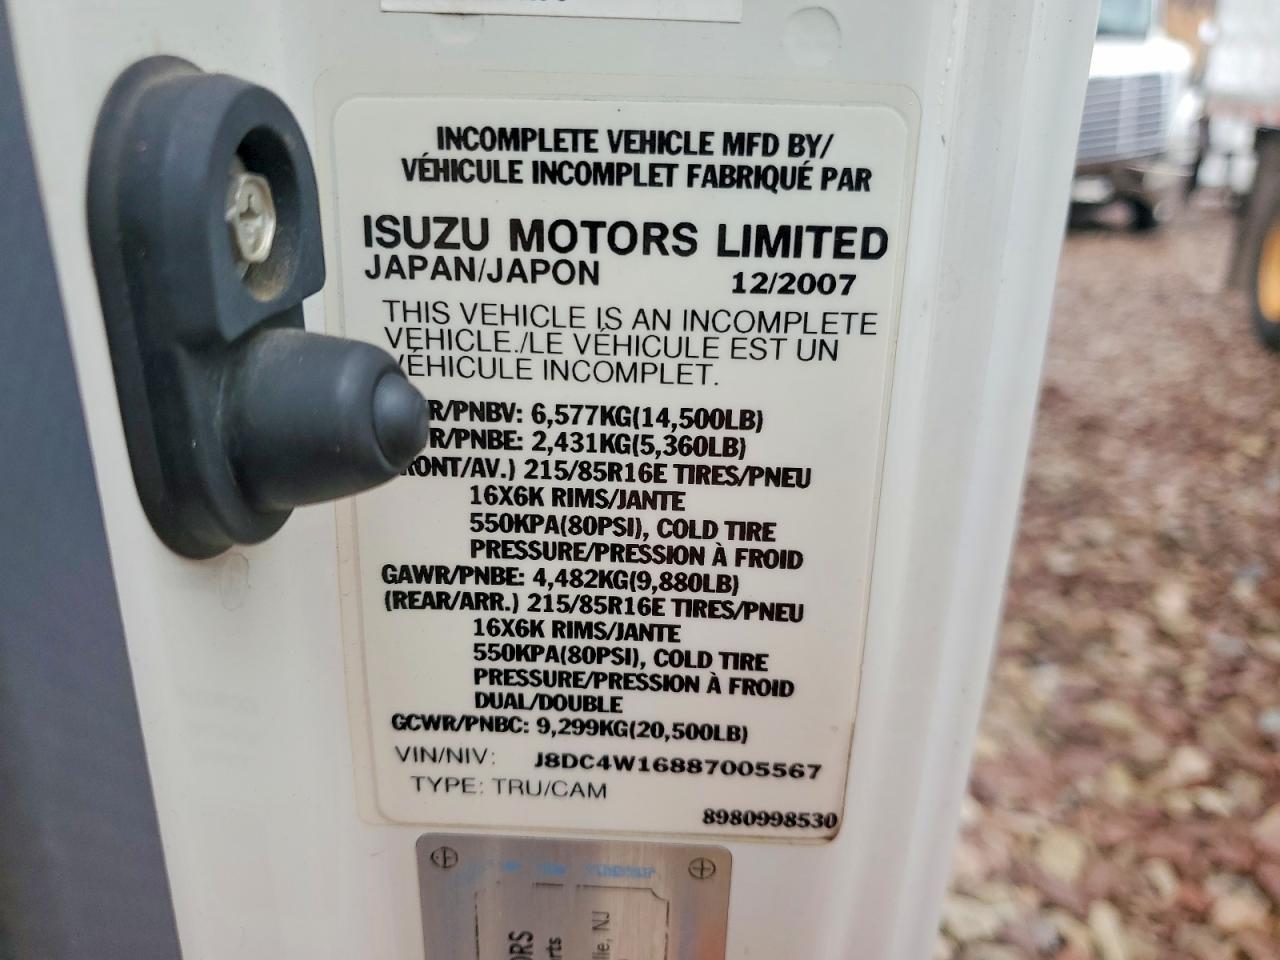 INCOMPLETE VEHICLE MFD BY/
VÉHICULE INCOMPLET FABRIQUÉ PAR
ISUZU MOTORS LIMITED
JAPAN/JAPON 12/2007
THIS VEHICLE IS AN INCOMPLETE
VEHICLE./LE VÉHICULE EST UN
VÉHICULE INCOMPLET.
R/PNBV: 6,577KG(14,500LB)
R/PNBE: 2,431KG(5,360LB)
RONT/AV.) 215/85R16E TIRES/PNEU
16X6K RIMS/JANTE
550KPA(80PSI), COLD TIRE
PRESSURE/PRESSION À FROID
GAWR/PNBE: 4,482KG(9,880LB)
(REAR/ARR.) 215/85R16E TIRES/PNEU
16X6K RIMS/JANTE
550KPA(80PSI), COLD TIRE
PRESSURE/PRESSION À FROID
DUAL/DOUBLE
GCWR/PNBC: 9,299KG(20,500LB)
VIN/NIV: J8DC4W16887005567
TYPE: TRU/CAM
8980998530
ORS
rts
lle, NJ